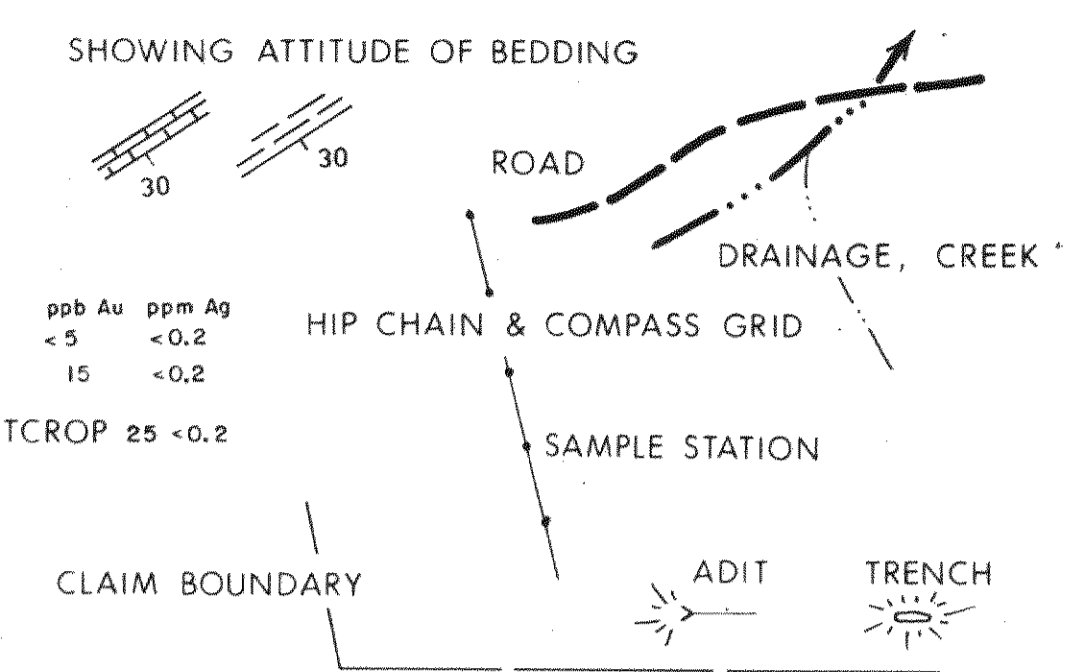 SHOWING ATTITUDE OF BEDDING
30
30
ROAD
DRAINAGE, CREEK
ppb Au ppm Ag
< 5 <0.2
15 <0.2
HIP CHAIN & COMPASS GRID
TCROP 25 <0.2
SAMPLE STATION
CLAIM BOUNDARY
ADIT
TRENCH